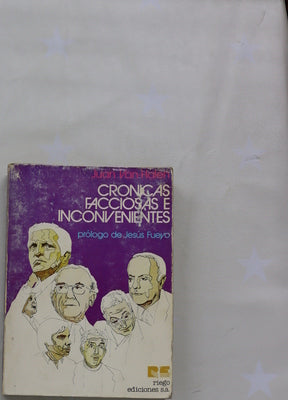 Juan Van-Halen
CRONICAS
FACCIOSAS E
INCONVENIENTES
prólogo de Jesús Fueyo
riego
ediciones s.a.